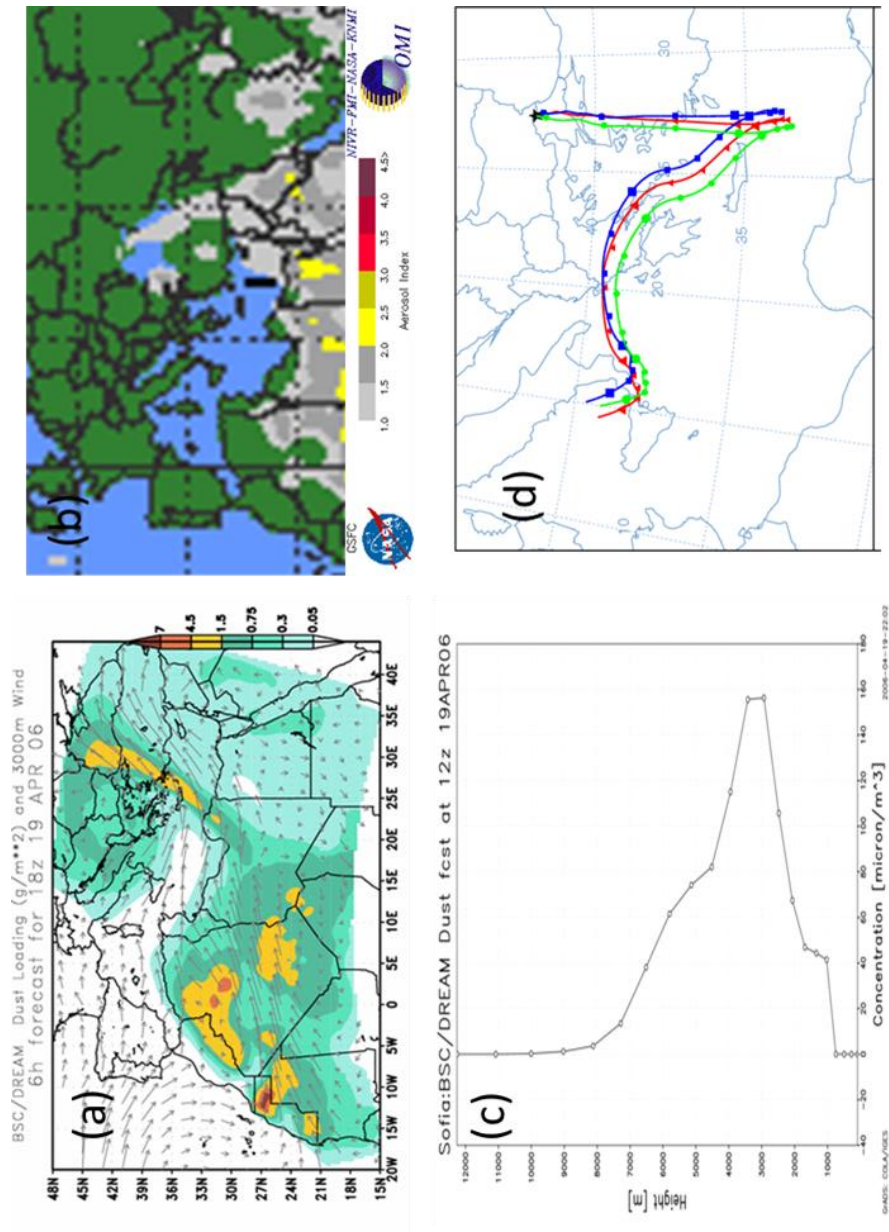 BSC/DREAM Dust Loading (g/m**2) and 3000m Wind
6h forecast for 18z 19 APR 06
(a)
48N
45N
42N
39N
36N
33N
30N
27N
24N
21N
18N
15N
20W 15W 10W 5W 0 5E 10E 15E 20E 25E 30E 35E 40E
7
4.5
1.5
0.75
0.3
0.05
(b)
GSFC
NASA
1.0 1.5 2.0 2.5 3.0 3.5 4.0 4.5>
Aerosol Index
NIVR-FMI-NASA-KNMI
OMI
Sofia:BSC/DREAM Dust fcst at 12z 19APR06
(c)
Height [m]
12000
11000
10000
9000
8000
7000
6000
5000
4000
3000
2000
1000
-40 -20 0 20 40 60 80 100 120 140 160 180
Concentration [micron/m^3]
GrADS: COLA/IGES
2006-04-19-22:02
(d)
10
15
20
25
30
35
40